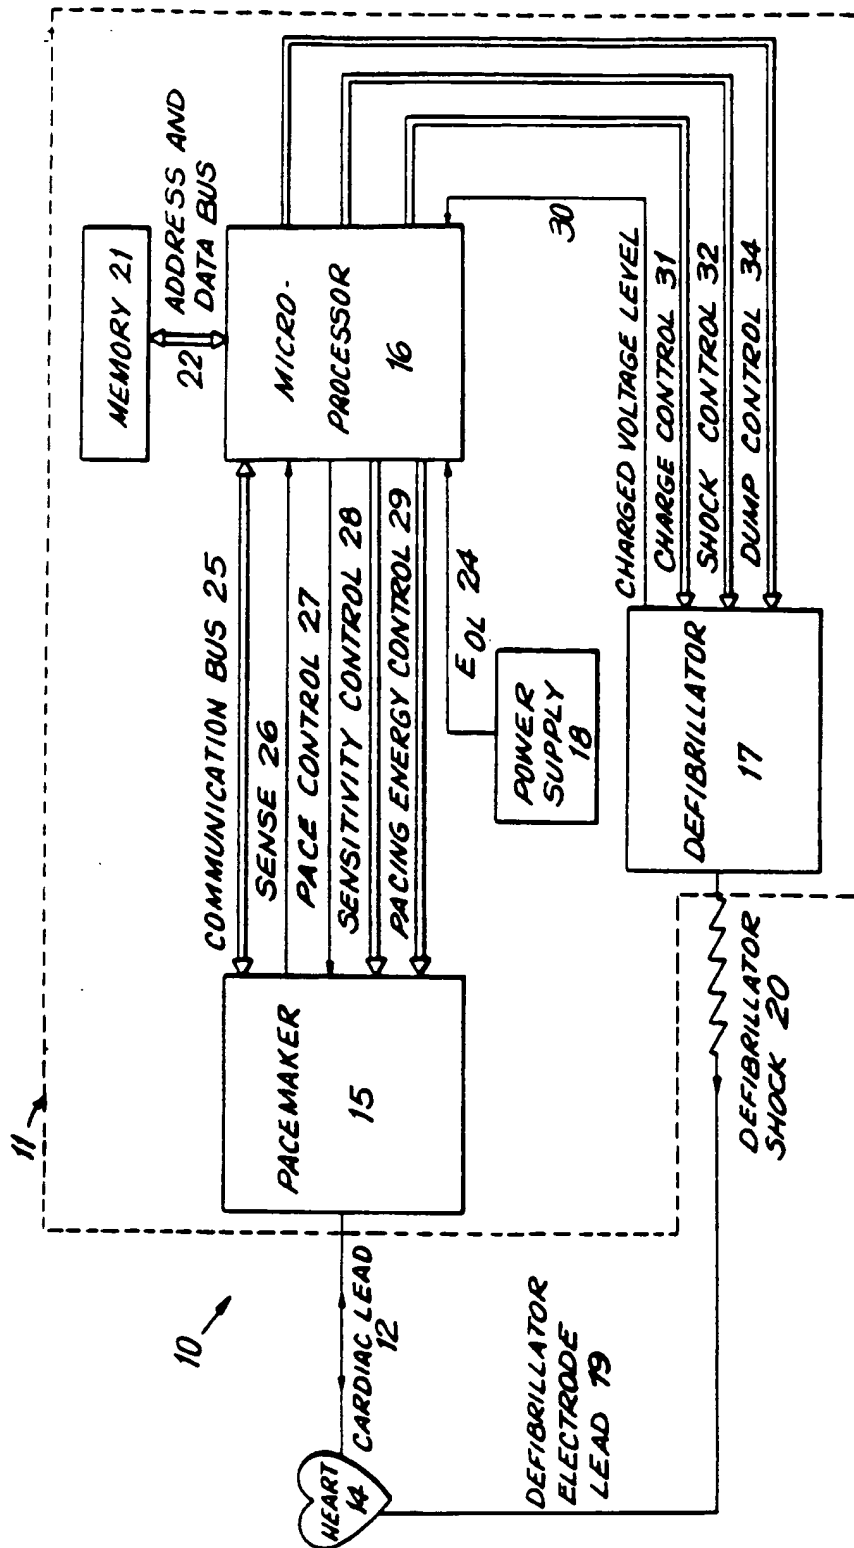 11
10
HEART
14
CARDIAC LEAD
12
DEFIBRILLATOR
ELECTRODE
LEAD 19
PACEMAKER
15
DEFIBRILLATOR
SHOCK 20
COMMUNICATION BUS 25
SENSE 26
PACE CONTROL 27
SENSITIVITY CONTROL 28
PACING ENERGY CONTROL 29
E OL 24
POWER
SUPPLY
18
DEFIBRILLATOR
17
MEMORY 21
22
ADDRESS AND
DATA BUS
MICRO-
PROCESSOR
16
30
CHARGED VOLTAGE LEVEL
CHARGE CONTROL 31
SHOCK CONTROL 32
DUMP CONTROL 34